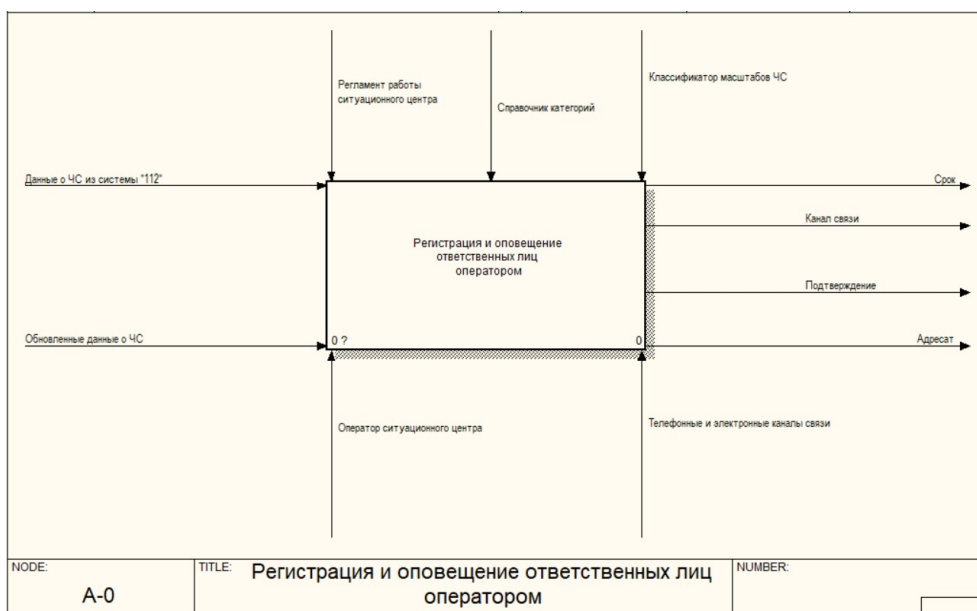 Регламент работы
ситуационного центра
Справочник категорий
Классификатор масштабов ЧС
Данные о ЧС из системы "112"
Срок
Канал связи
Регистрация и оповещение
ответственных лиц
оператором
Подтверждение
Обновленные данные о ЧС
0 ?
0
Адресат
Оператор ситуационного центра
Телефонные и электронные каналы связи
NODE:
A-0
TITLE:
Регистрация и оповещение ответственных лиц
оператором
NUMBER: